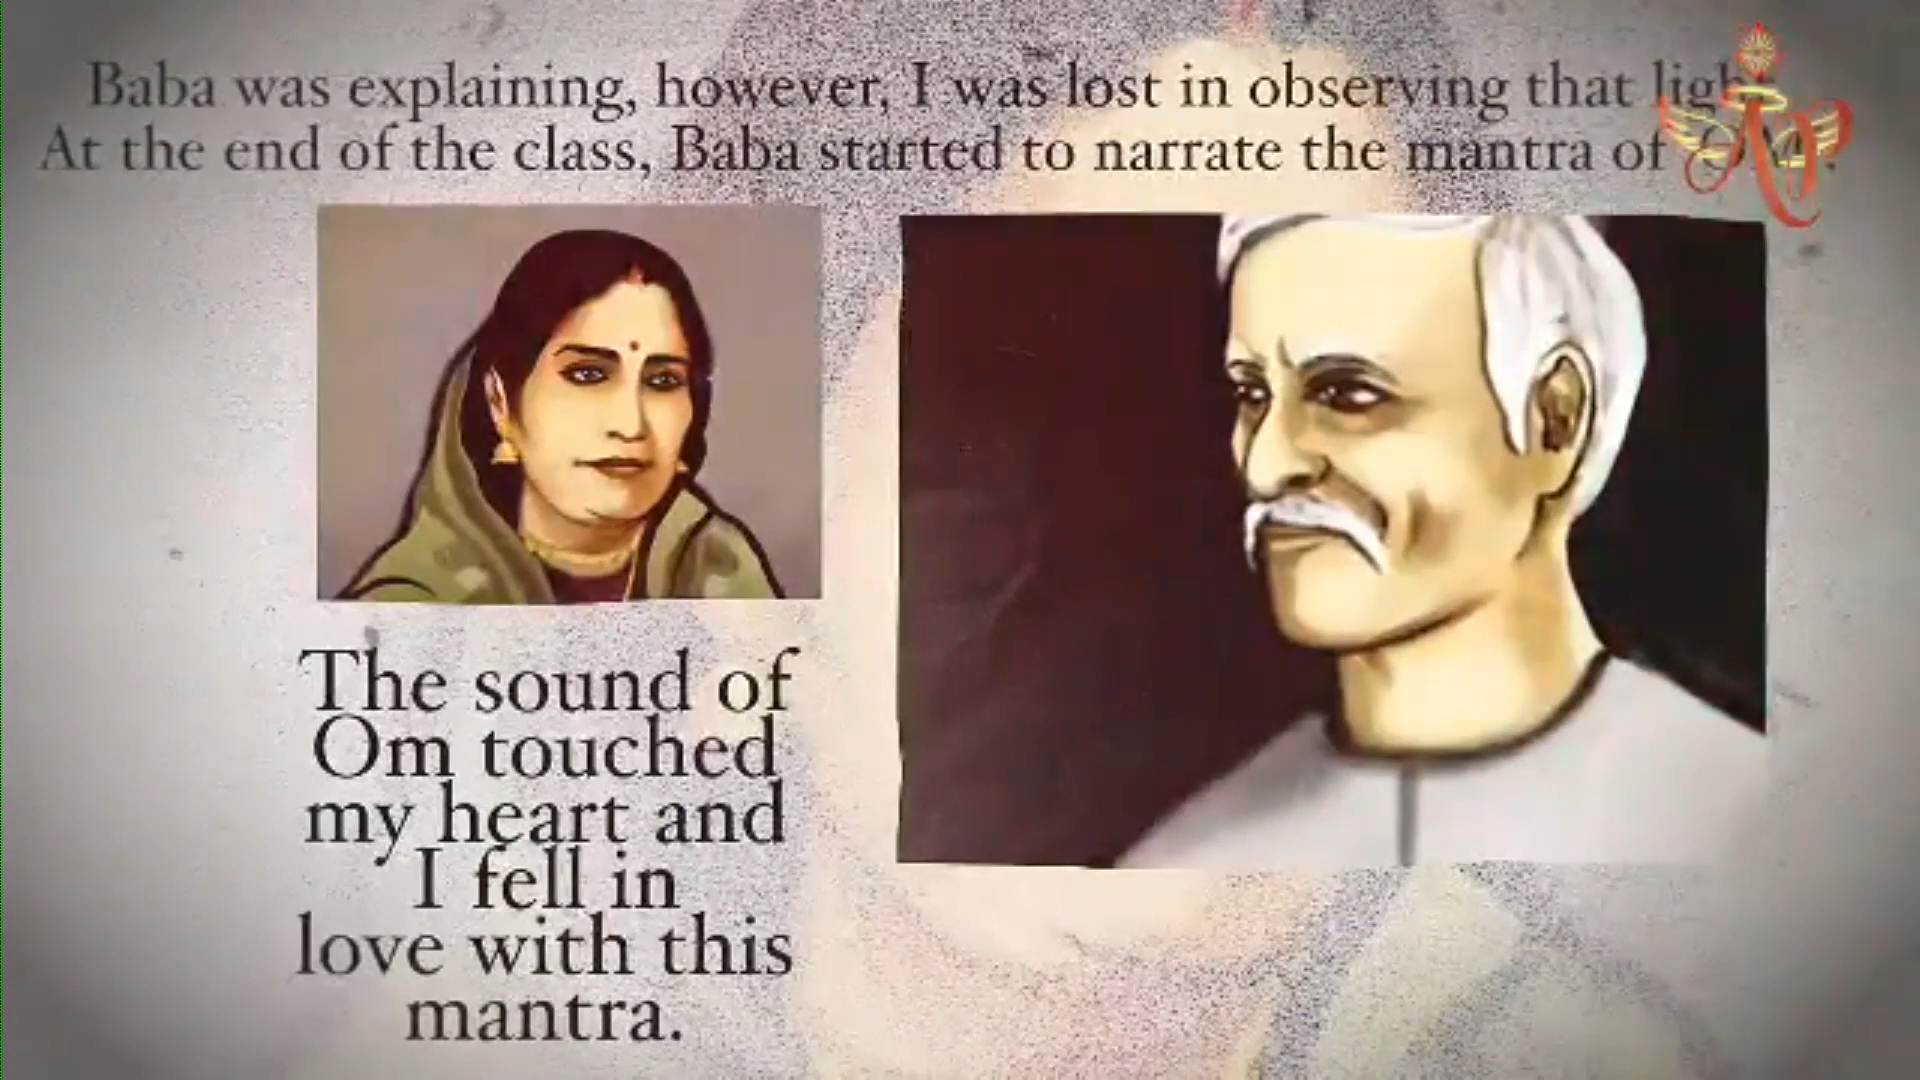 Baba was explaining, however, I was lost in observing that
At the end of the class, Baba started to narrate the mantra of
The sound of
Om touched
my heart and
I fell in
love with this
mantra.